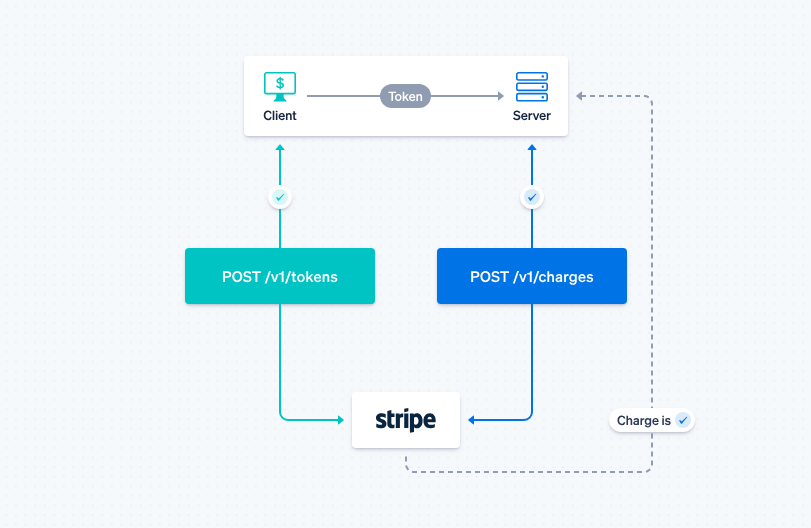 $
Token
Client
Server
POST /v1/tokens
POST /v1/charges
stripe
Charge is